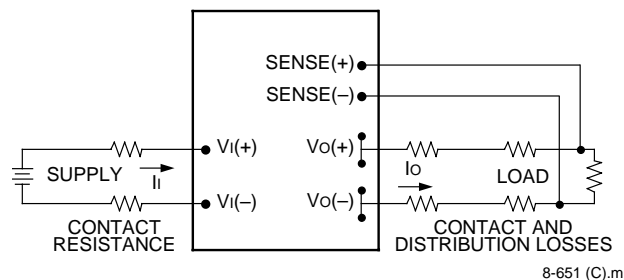 SENSE(+)
SENSE(–)
VI(+)
VO(+)
IO
SUPPLY
II
LOAD
VI(–)
VO(–)
CONTACT
RESISTANCE
CONTACT AND
DISTRIBUTION LOSSES
8-651 (C).m